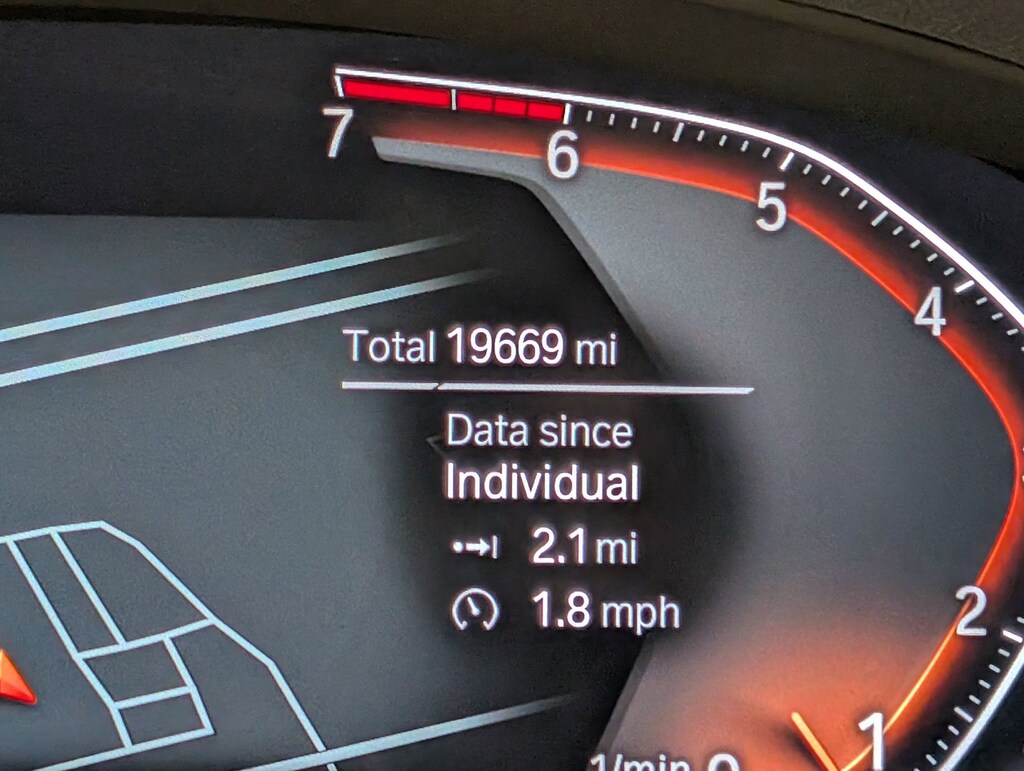 7
6
5
4
Total 19669 mi
Data since
Individual
2.1 mi
1.8 mph
2
1
1/min 0